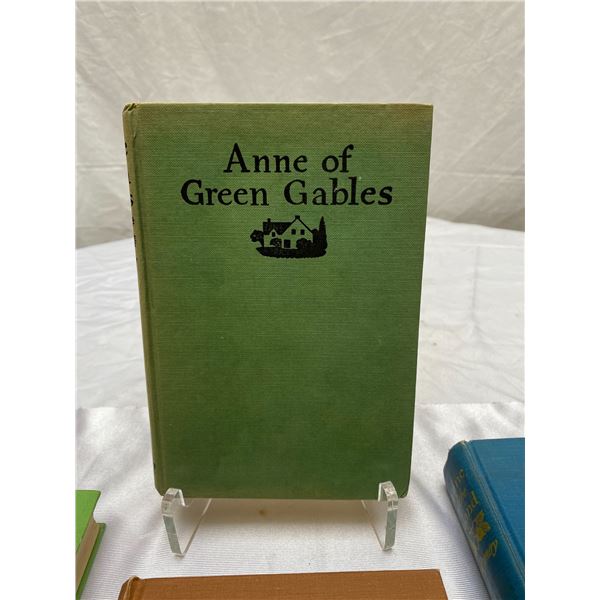 Anne of
Green Gables